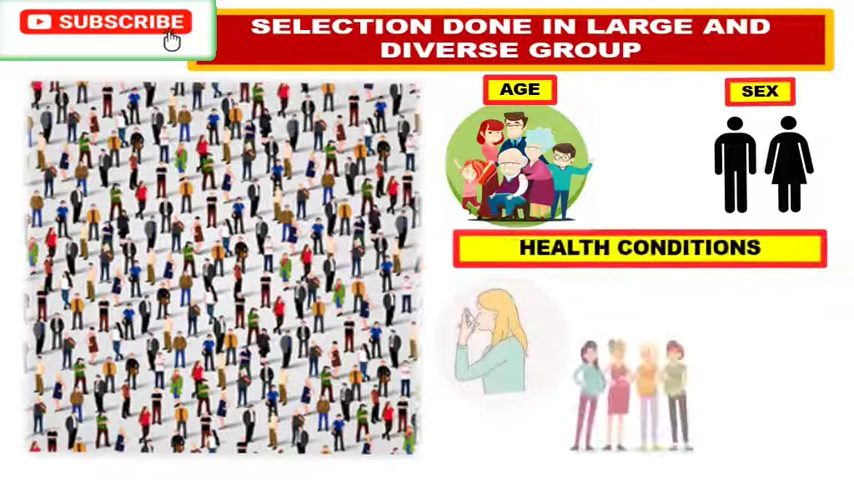 SUBSCRIBE
SELECTION DONE IN LARGE AND
DIVERSE GROUP
AGE
SEX
HEALTH CONDITIONS